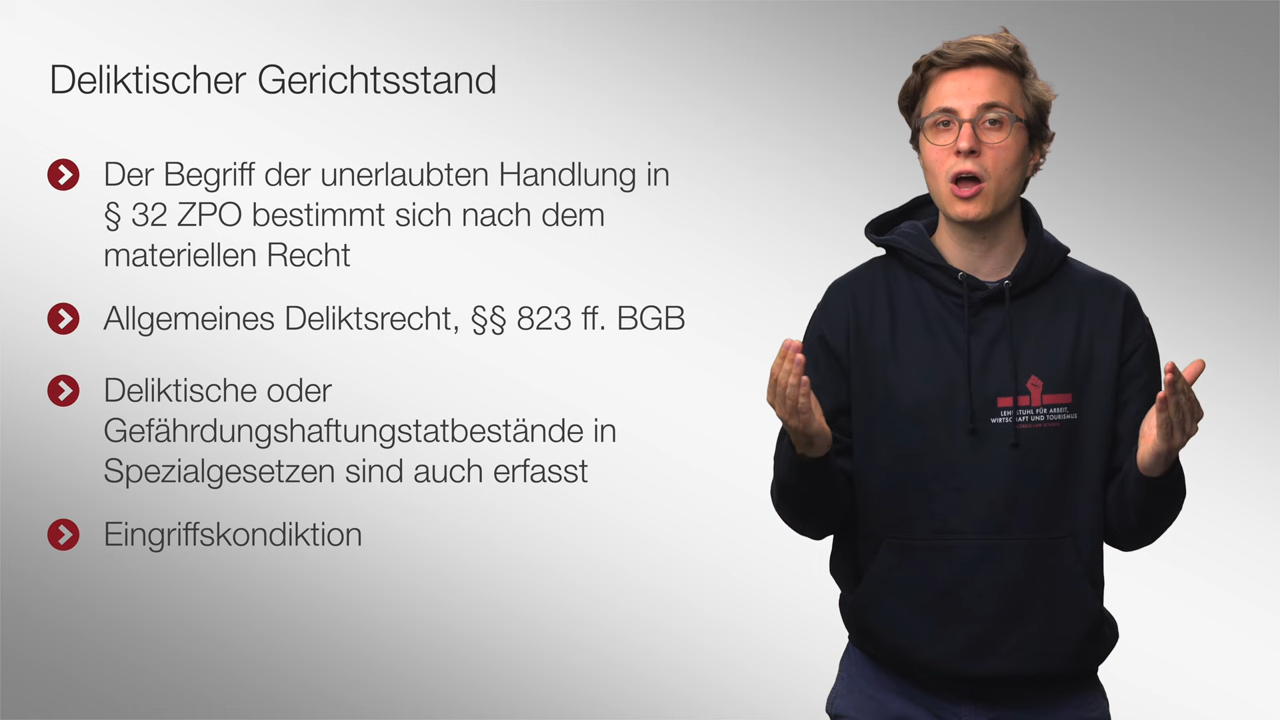 Deliktischer Gerichtsstand
Der Begriff der unerlaubten Handlung in
§ 32 ZPO bestimmt sich nach dem
materiellen Recht
Allgemeines Deliktsrecht, §§ 823 ff. BGB
Deliktische oder
Gefährdungshaftungstatbestände in
Spezialgesetzen sind auch erfasst
Eingriffskondiktion
LEHRSTUHL FÜR ARBEIT,
WIRTSCHAFT UND TOURISMUS